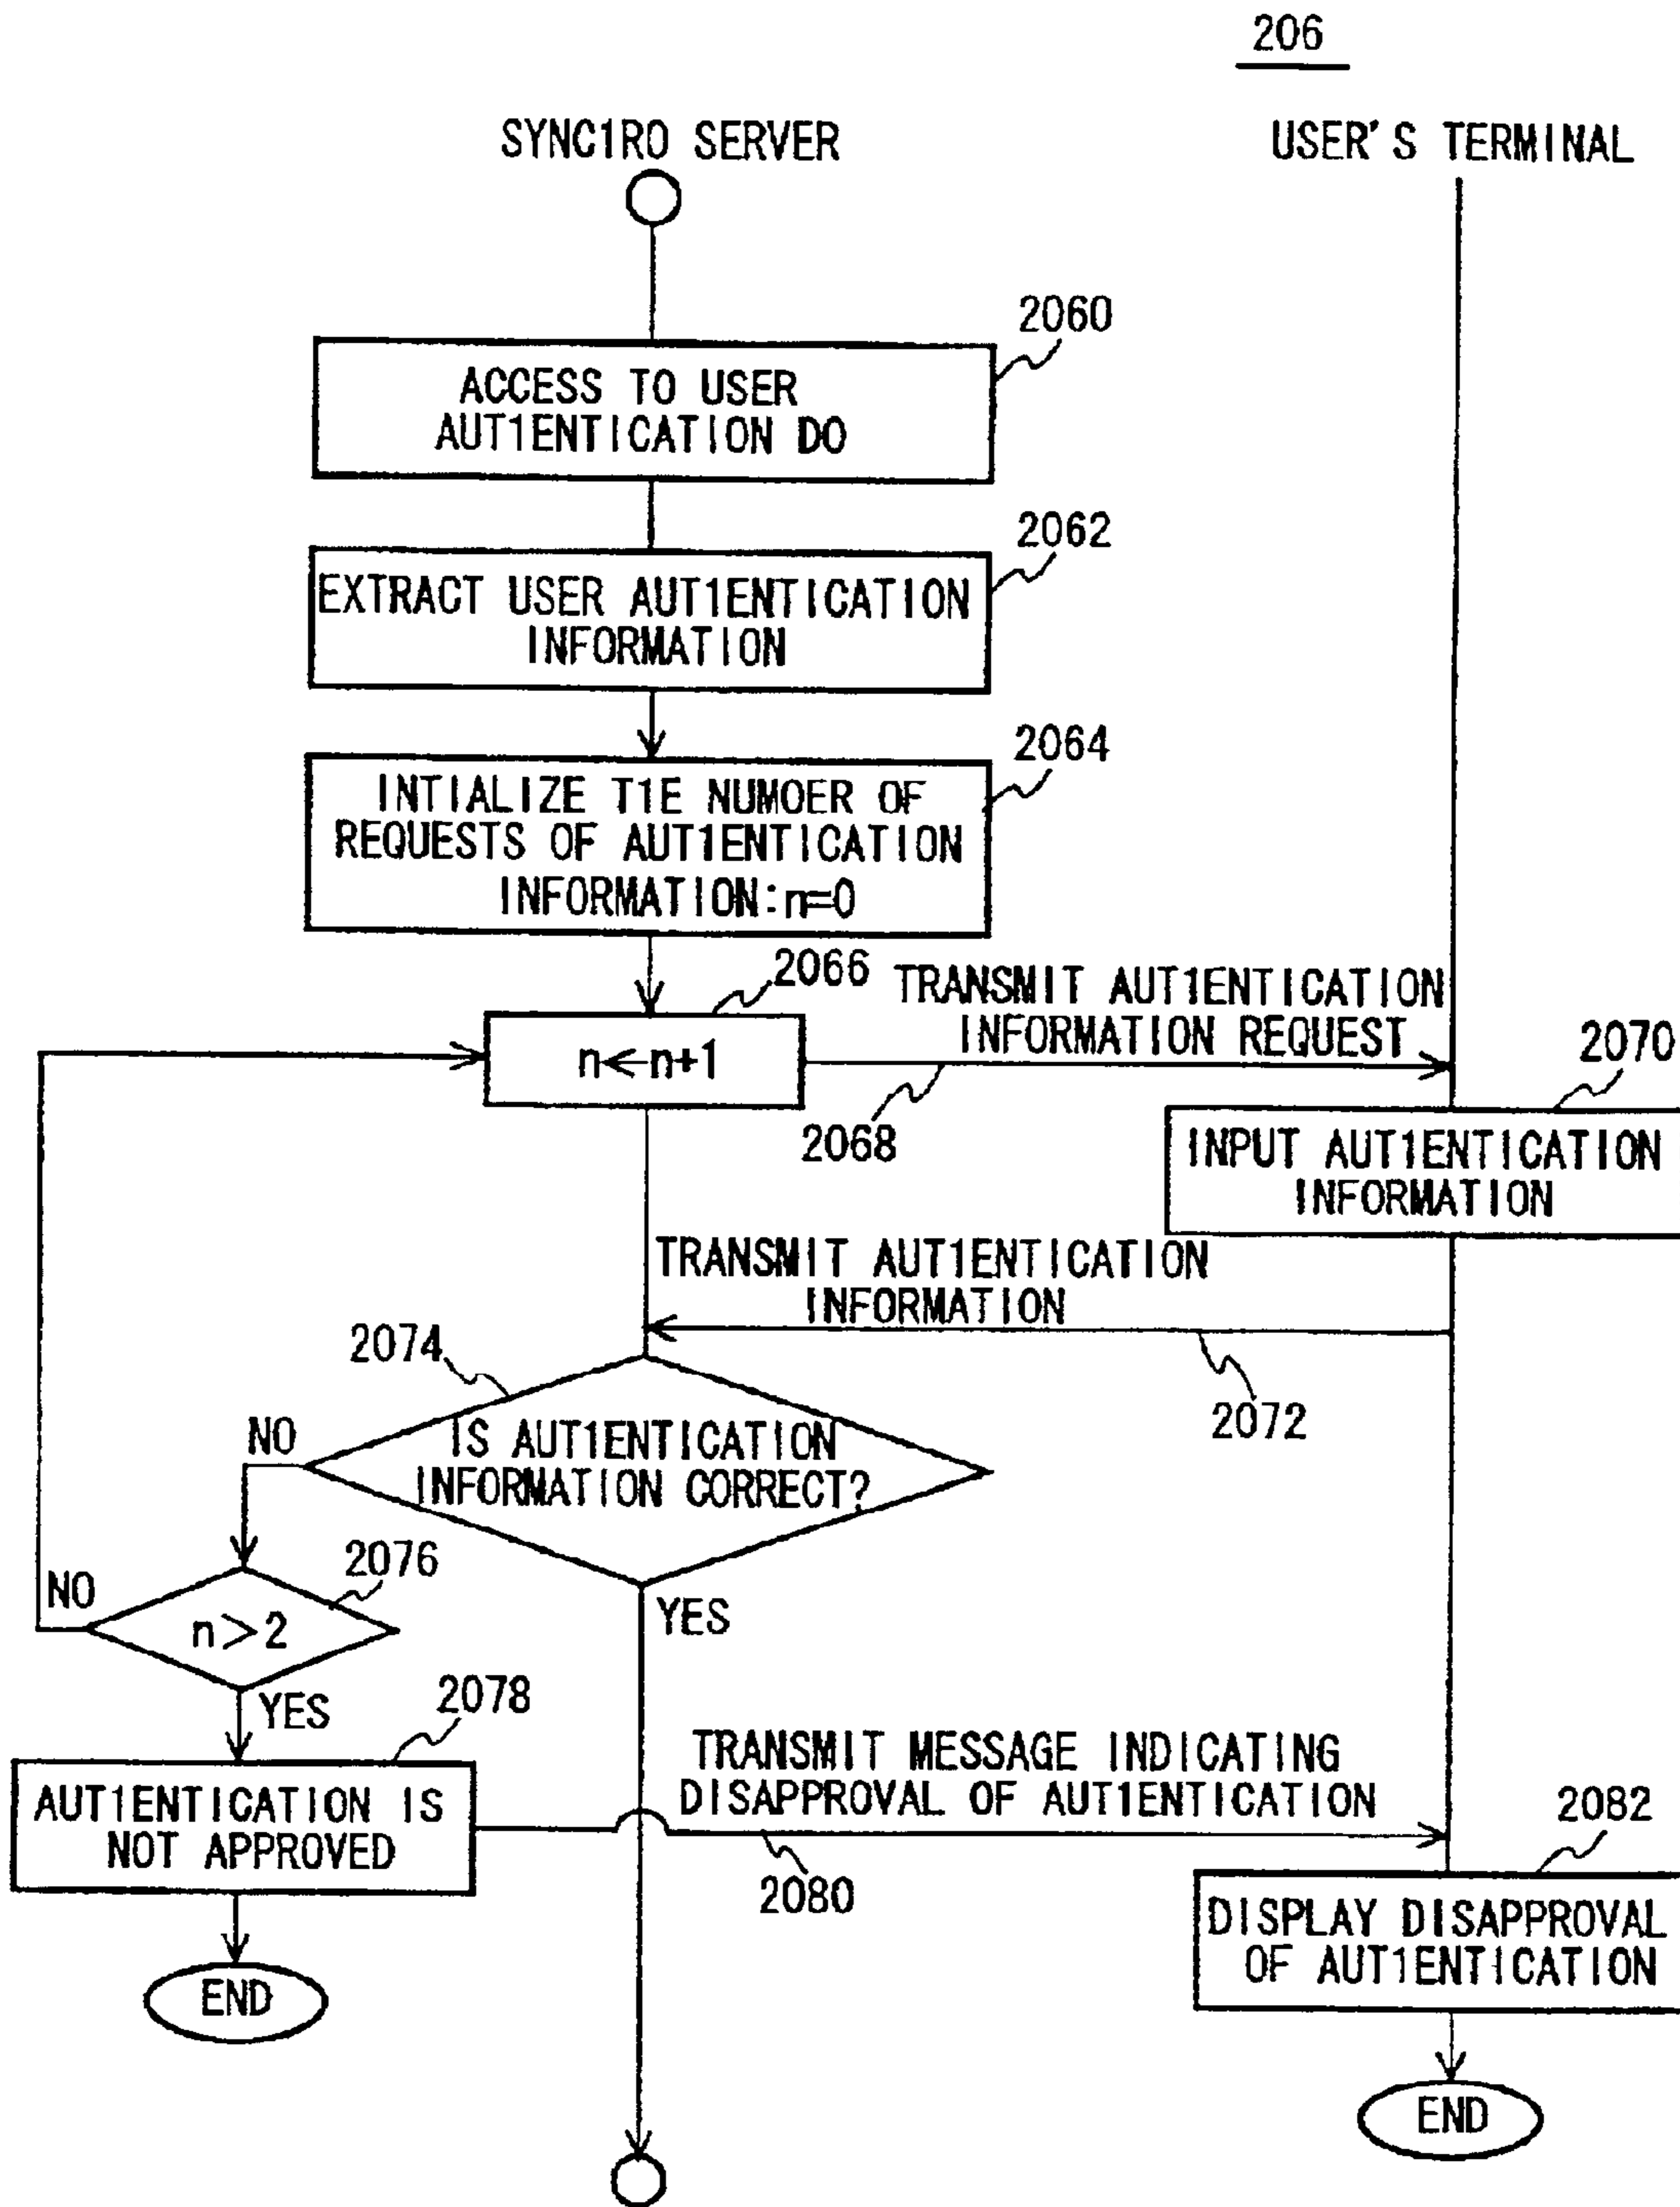 206
SYNC1RO SERVER
USER'S TERMINAL
2060
ACCESS TO USER
AUT1ENTICATION DO
2062
EXTRACT USER AUT1ENTICATION
INFORMATION
2064
INTIALIZE T1E NUMOER OF
REQUESTS OF AUT1ENTICATION
INFORMATION:n=0
2066
n←n+1
TRANSMIT AUT1ENTICATION
INFORMATION REQUEST
2068
2070
INPUT AUT1ENTICATION
INFORMATION
TRANSMIT AUT1ENTICATION
INFORMATION
2072
2074
IS AUT1ENTICATION
INFORMATION CORRECT?
NO
YES
2076
n>2
NO
YES
2078
AUT1ENTICATION IS
NOT APPROVED
END
TRANSMIT MESSAGE INDICATING
DISAPPROVAL OF AUT1ENTICATION
2080
2082
DISPLAY DISAPPROVAL
OF AUT1ENTICATION
END